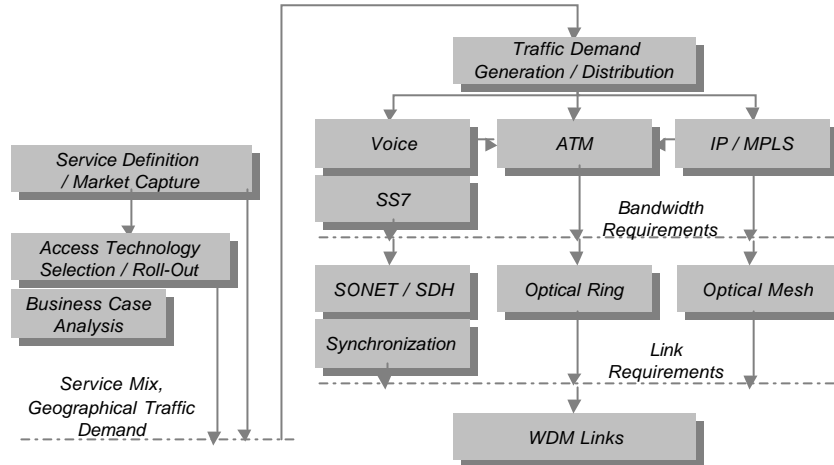 Traffic Demand
Generation / Distribution
Voice
ATM
IP / MPLS
Service Definition
/ Market Capture
SS7
Bandwidth
Requirements
Access Technology
Selection / Roll-Out
SONET / SDH
Optical Ring
Optical Mesh
Business Case
Analysis
Synchronization
Link
Requirements
Service Mix,
Geographical Traffic
Demand
WDM Links